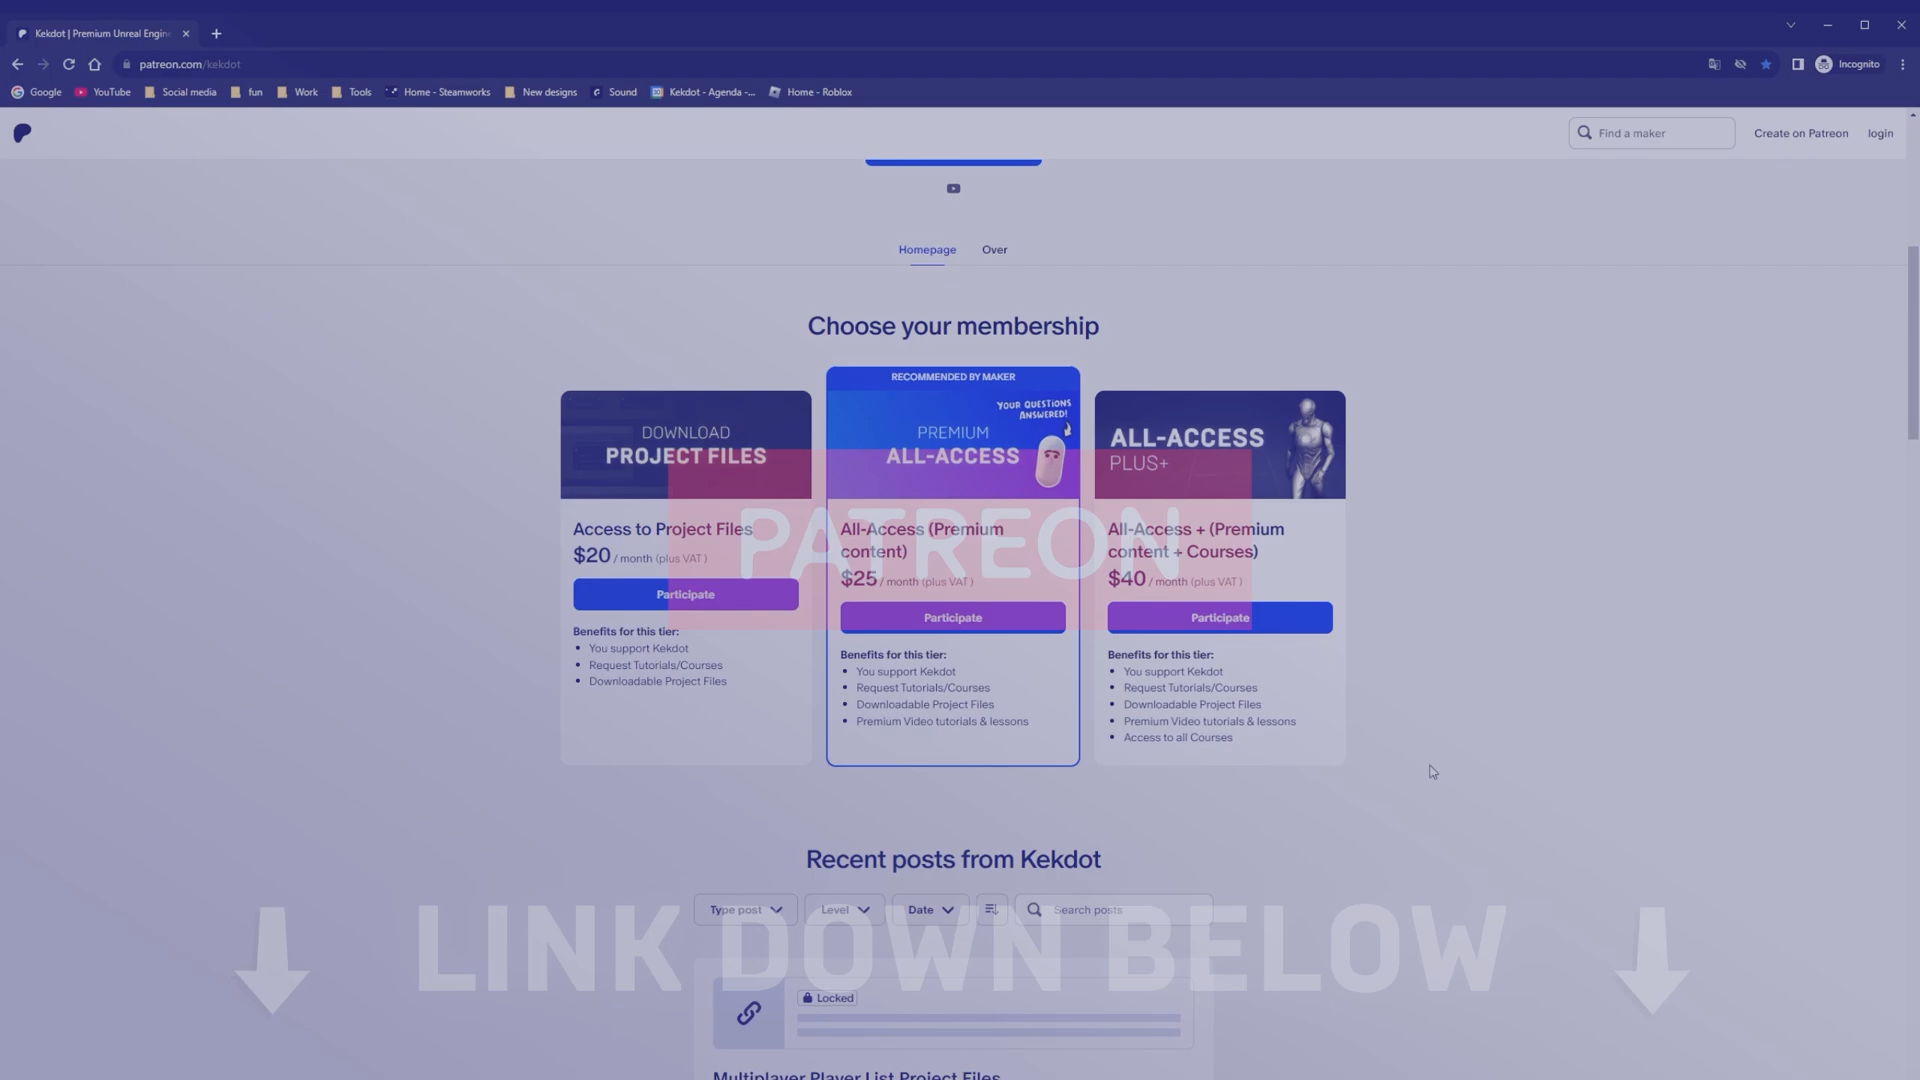 Kekdot | Premium Unreal Engine
patreon.com/kekdot
Incognito
Google YouTube Social media fun Work Tools Home - Steamworks New designs Sound Kekdot - Agenda -... Home - Roblox
Find a maker
Create on Patreon
login
Homepage
Over
Choose your membership
DOWNLOAD
PROJECT FILES
Access to Project Files
$20 / month (plus VAT)
Participate
Benefits for this tier:
You support Kekdot
Request Tutorials/Courses
Downloadable Project Files
RECOMMENDED BY MAKER
YOUR QUESTIONS
ANSWERED!
PREMIUM
ALL-ACCESS
All-Access (Premium
content)
$25 / month (plus VAT)
Participate
Benefits for this tier:
You support Kekdot
Request Tutorials/Courses
Downloadable Project Files
Premium Video tutorials & lessons
ALL-ACCESS
PLUS+
All-Access + (Premium
content + Courses)
$40 / month (plus VAT)
Participate
Benefits for this tier:
You support Kekdot
Request Tutorials/Courses
Downloadable Project Files
Premium Video tutorials & lessons
Access to all Courses
PATREON
Recent posts from Kekdot
Type post
Level
Date
Search posts
LINK DOWN BELOW
Locked
Multiplayer Player List Project Files